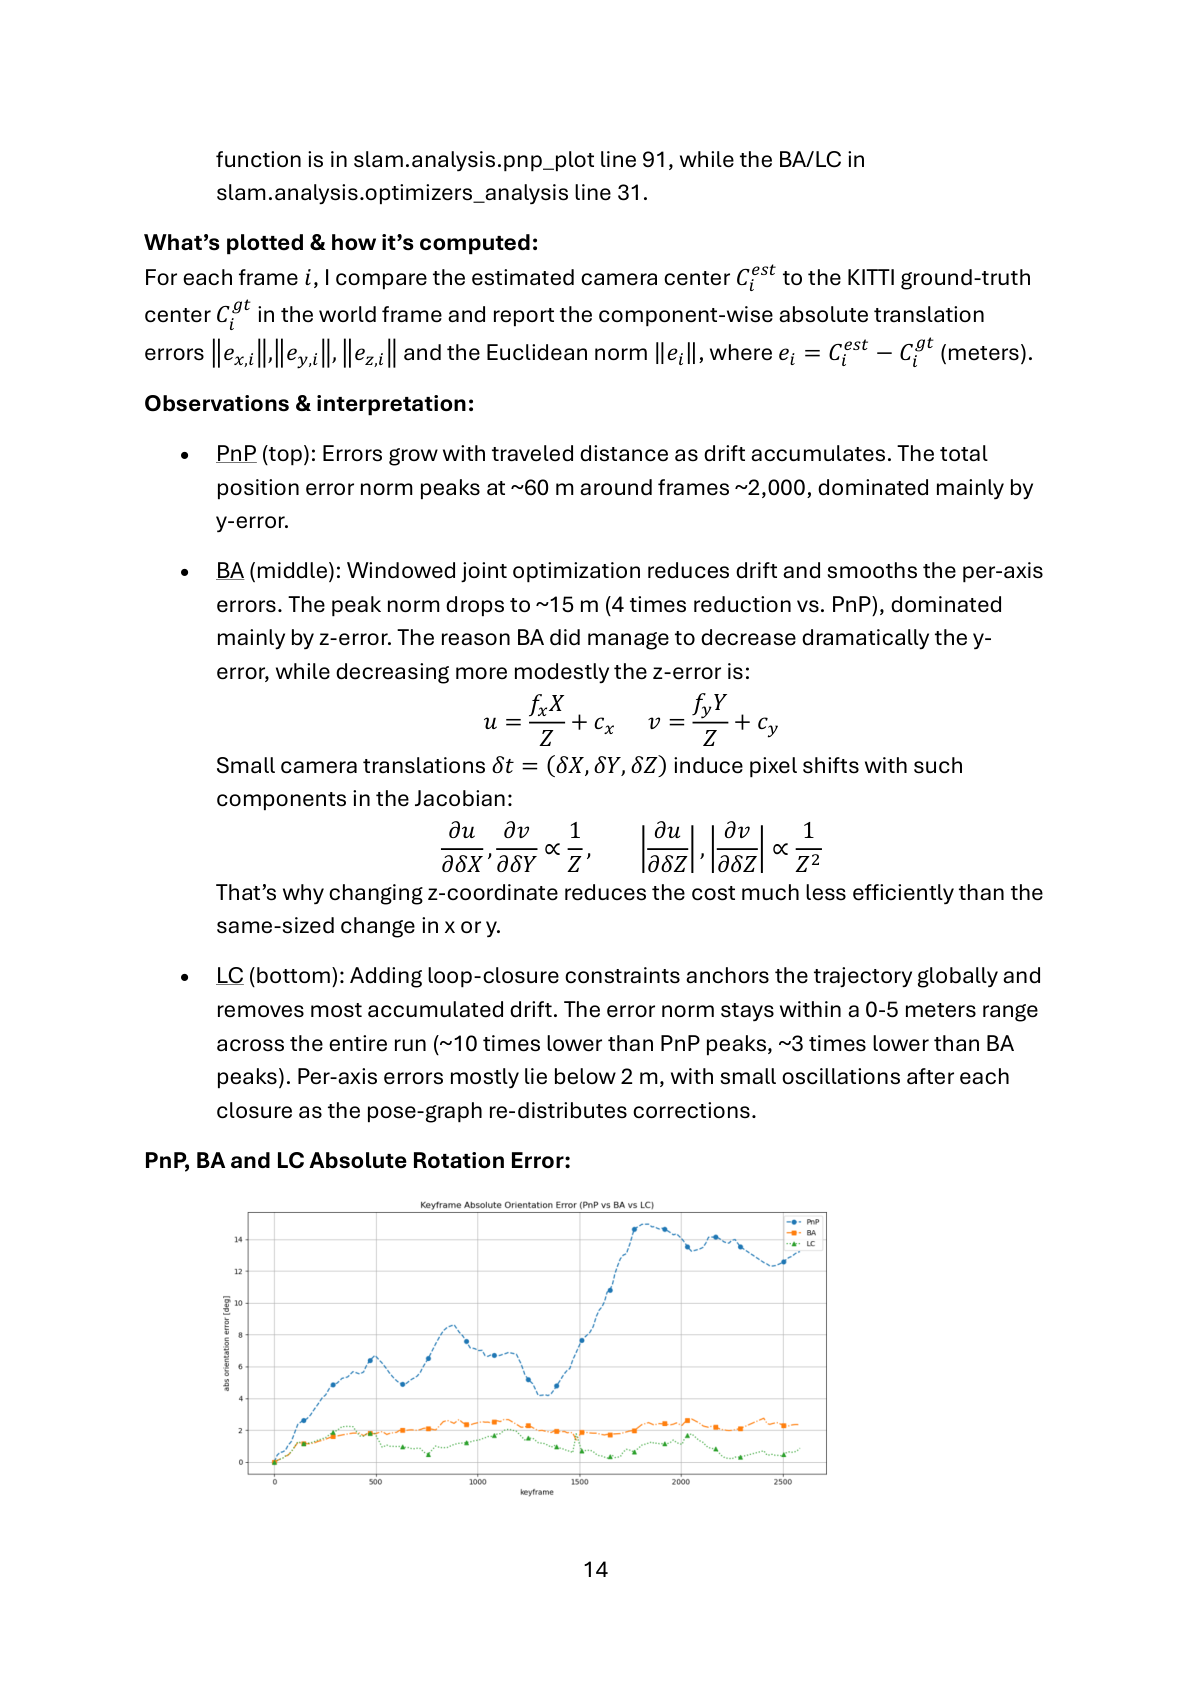 function is in slam.analysis.pnp_plot line 91, while the BA/LC in
slam.analysis.optimizers_analysis line 31.
What's plotted & how it's computed:
For each frame 𝑖, I compare the estimated camera center $C_i^{est}$ to the KITTI ground-truth
center $C_i^{gt}$ in the world frame and report the component-wise absolute translation
errors $\|e_{x,i}\|$,$\|e_{y,i}\|$, $\|e_{z,i}\|$ and the Euclidean norm $\|e_i\|$, where $e_i = C_i^{est} - C_i^{gt}$ (meters).
Observations & interpretation:
• PnP (top): Errors grow with traveled distance as drift accumulates. The total
position error norm peaks at ~60 m around frames ~2,000, dominated mainly by
y-error.
• BA (middle): Windowed joint optimization reduces drift and smooths the per-axis
errors. The peak norm drops to ~15 m (4 times reduction vs. PnP), dominated
mainly by z-error. The reason BA did manage to decrease dramatically the y-
error, while decreasing more modestly the z-error is:
$u = \frac{f_x X}{Z} + c_x \quad v = \frac{f_y Y}{Z} + c_y$
Small camera translations $\delta t = (\delta X, \delta Y, \delta Z)$ induce pixel shifts with such
components in the Jacobian:
$\frac{\partial u}{\partial \delta X}, \frac{\partial v}{\partial \delta Y} \propto \frac{1}{Z}, \quad \left|\frac{\partial u}{\partial \delta Z}\right|, \left|\frac{\partial v}{\partial \delta Z}\right| \propto \frac{1}{Z^2}$
That's why changing z-coordinate reduces the cost much less efficiently than the
same-sized change in x or y.
• LC (bottom): Adding loop-closure constraints anchors the trajectory globally and
removes most accumulated drift. The error norm stays within a 0-5 meters range
across the entire run (~10 times lower than PnP peaks, ~3 times lower than BA
peaks). Per-axis errors mostly lie below 2 m, with small oscillations after each
closure as the pose-graph re-distributes corrections.
PnP, BA and LC Absolute Rotation Error:
Keyframe Absolute Orientation Error (PnP vs BA vs LC)
PnP
BA
LC
abs orientation error [deg]
14
12
10
8
6
4
2
0
0 500 1000 1500 2000 2500
keyframe
14